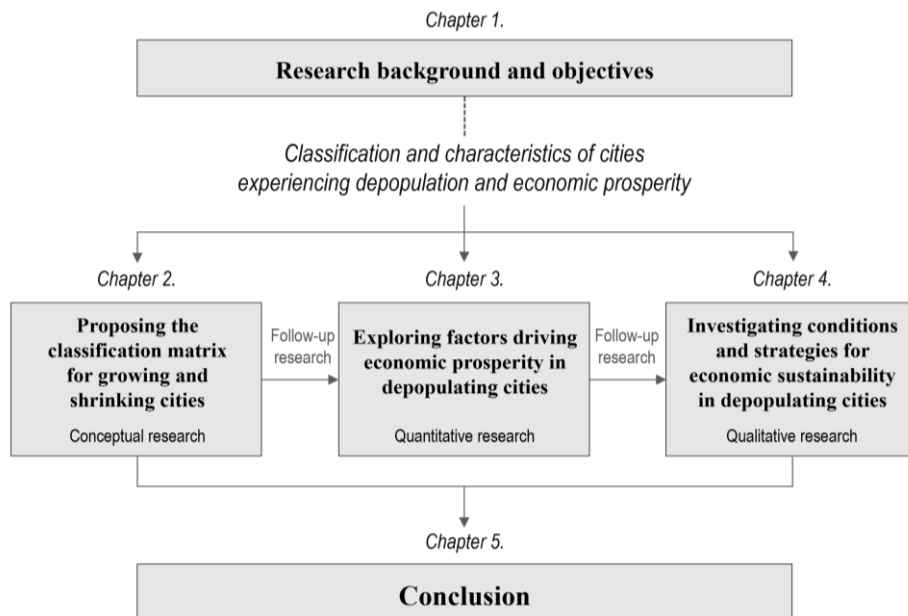 Chapter 1.
Research background and objectives
Classification and characteristics of cities
experiencing depopulation and economic prosperity
Chapter 2.
Proposing the
classification matrix
for growing and
shrinking cities
Conceptual research
Follow-up
research
Chapter 3.
Exploring factors driving
economic prosperity in
depopulating cities
Quantitative research
Follow-up
research
Chapter 4.
Investigating conditions
and strategies for
economic sustainability
in depopulating cities
Qualitative research
Chapter 5.
Conclusion